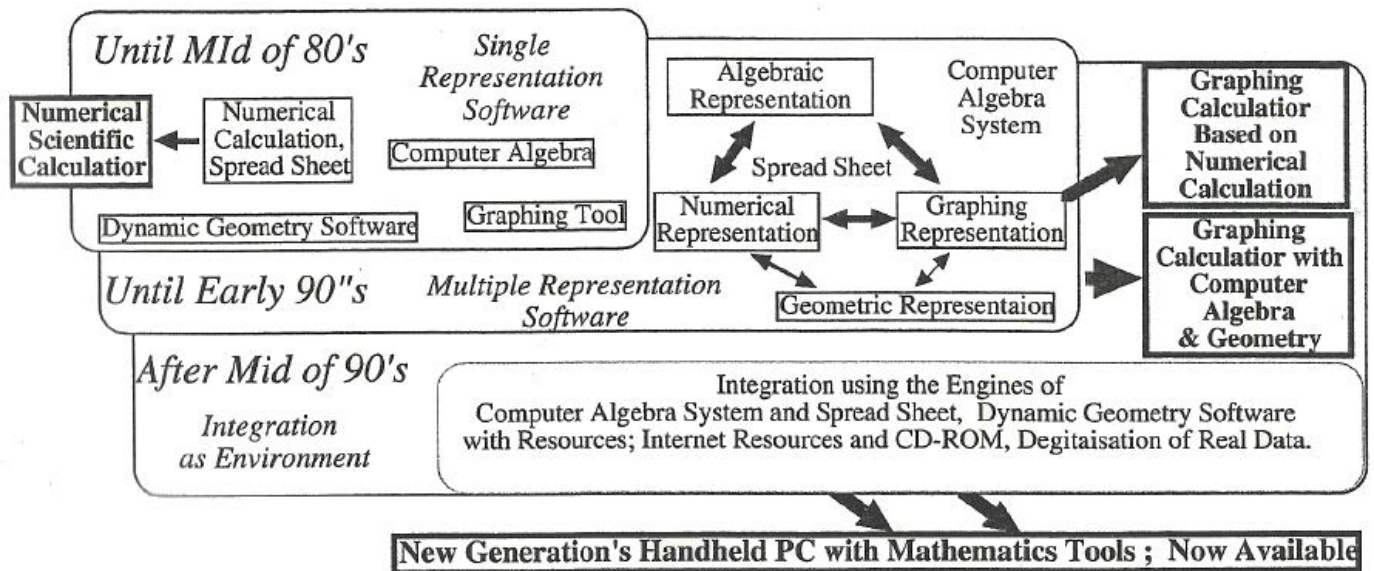 Until MId of 80's
Single
Representation
Software
Numerical
Scientific
Calculatior
Numerical
Calculation,
Spread Sheet
Computer Algebra
Dynamic Geometry Software
Graphing Tool
Algebraic
Representation
Computer
Algebra
System
Spread Sheet
Numerical
Representation
Graphing
Representation
Geometric Representaion
Until Early 90"s
Multiple Representation
Software
Graphing
Calculatior
Based on
Numerical
Calculation
Graphing
Calculatior with
Computer
Algebra
& Geometry
After Mid of 90's
Integration
as Environment
Integration using the Engines of
Computer Algebra System and Spread Sheet, Dynamic Geometry Software
with Resources; Internet Resources and CD-ROM, Degitaisation of Real Data.
New Generation's Handheld PC with Mathematics Tools ; Now Available